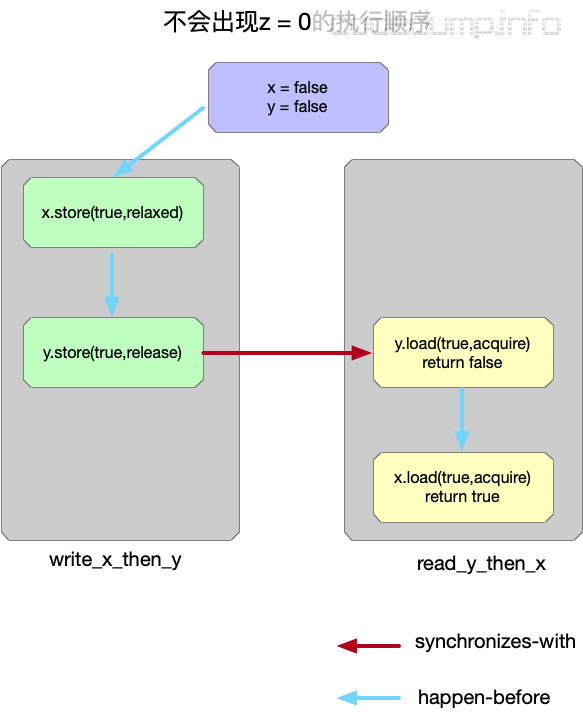 不会出现z = 0的执行顺序
x = false
y = false
x.store(true,relaxed)
y.store(true,release)
y.load(true,acquire)
return false
x.load(true,acquire)
return true
write_x_then_y
read_y_then_x
synchronizes-with
happen-before